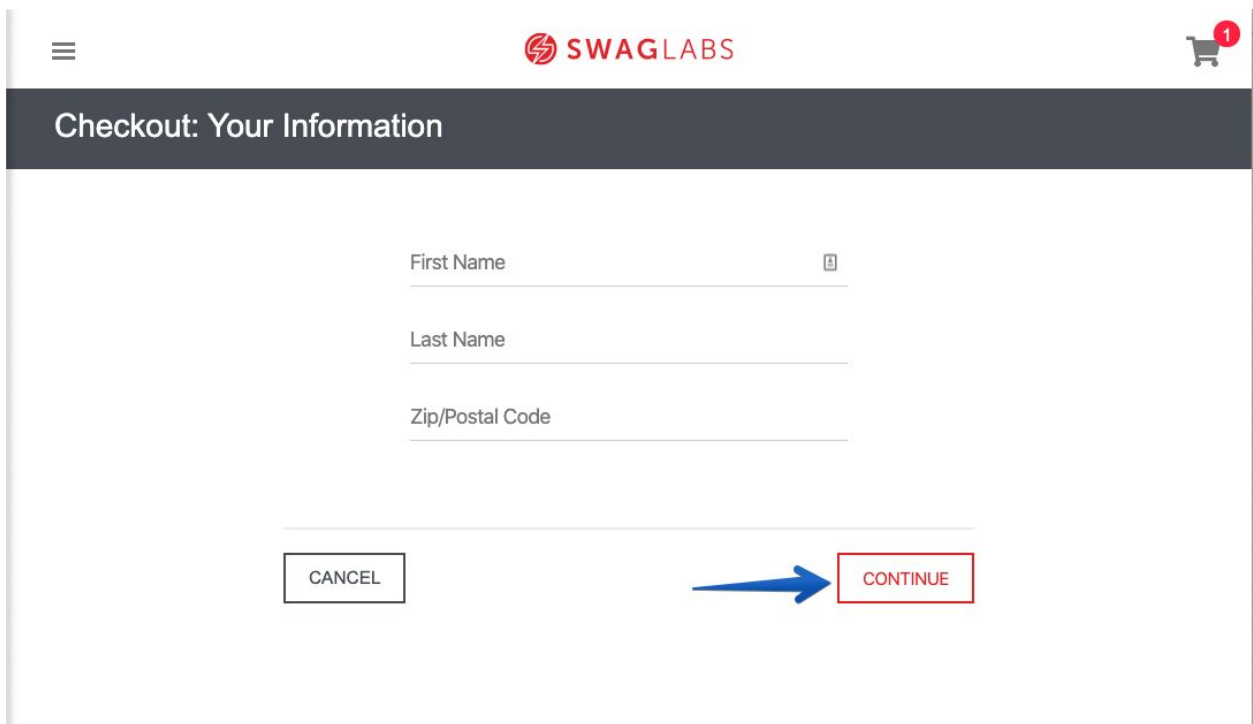 SWAGLABS
1
Checkout: Your Information
First Name
Last Name
Zip/Postal Code
CANCEL
CONTINUE